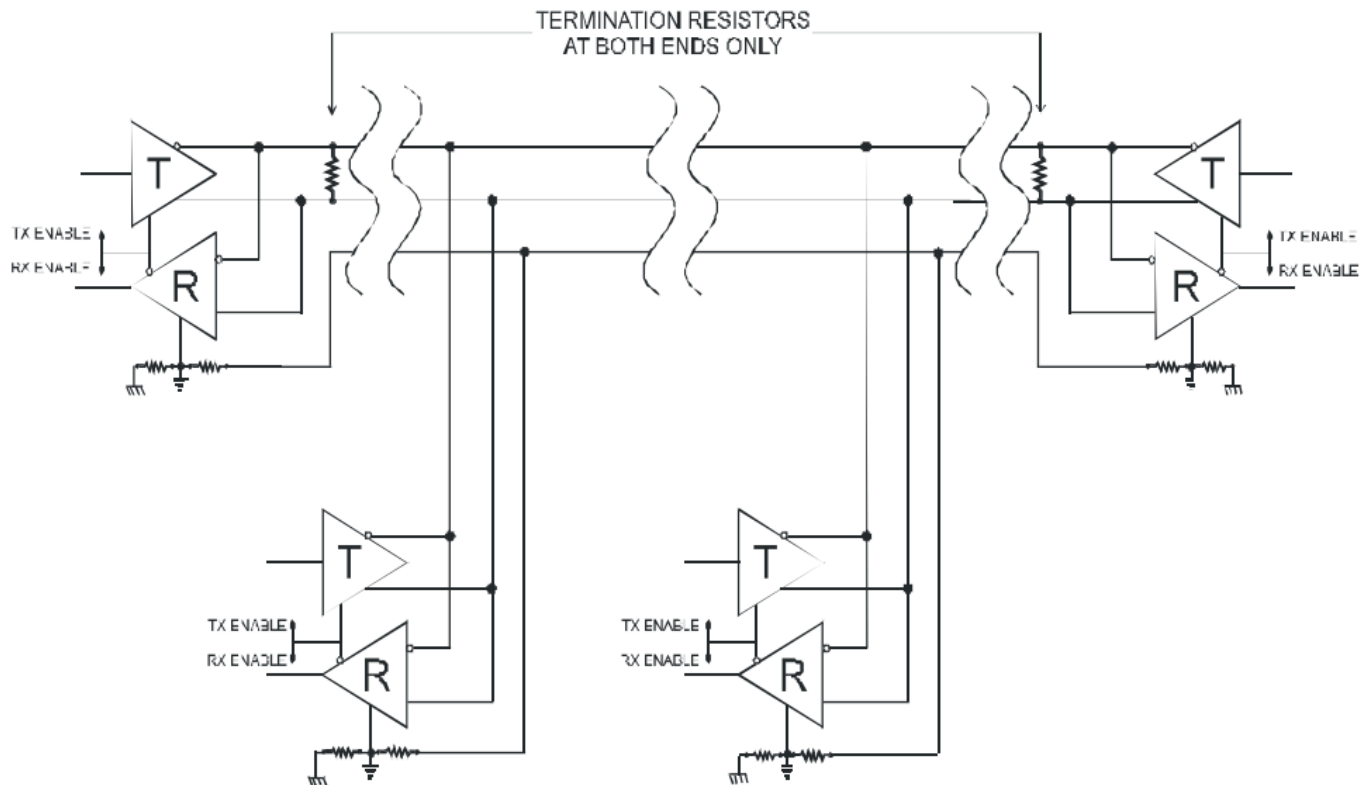 TERMINATION RESISTORS
AT BOTH ENDS ONLY
T
T
TX ENABLE
RX ENABLE
R
TX ENABLE
RX ENABLE
R
T
T
TX ENABLE
RX ENABLE
R
TX ENABLE
RX ENABLE
R